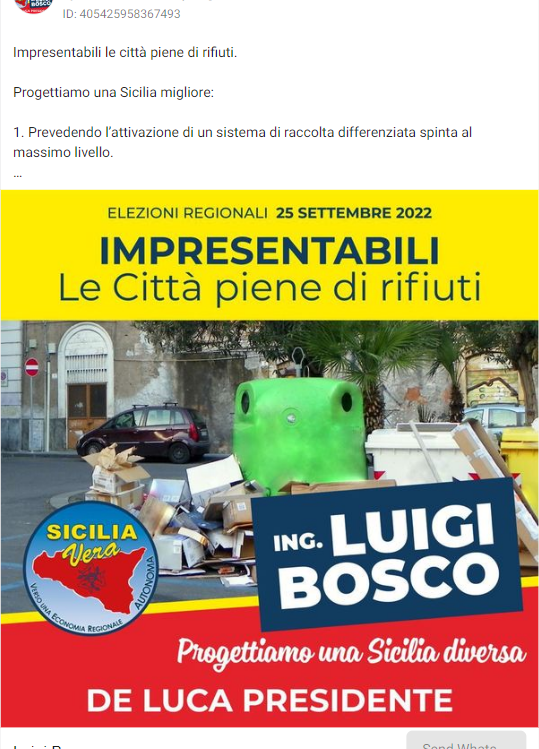 BOSCO
ID: 405425958367493
Impresentabili le città piene di rifiuti.
Progettiamo una Sicilia migliore:
1. Prevedendo l'attivazione di un sistema di raccolta differenziata spinta al
massimo livello.
...
ELEZIONI REGIONALI 25 SETTEMBRE 2022
IMPRESENTABILI
Le Città piene di rifiuti
ING. LUIGI
BOSCO
SICILIA
Vera
VERSO UNA ECONOMIA REGIONALE AUTONOMA
Progettiamo una Sicilia diversa
DE LUCA PRESIDENTE